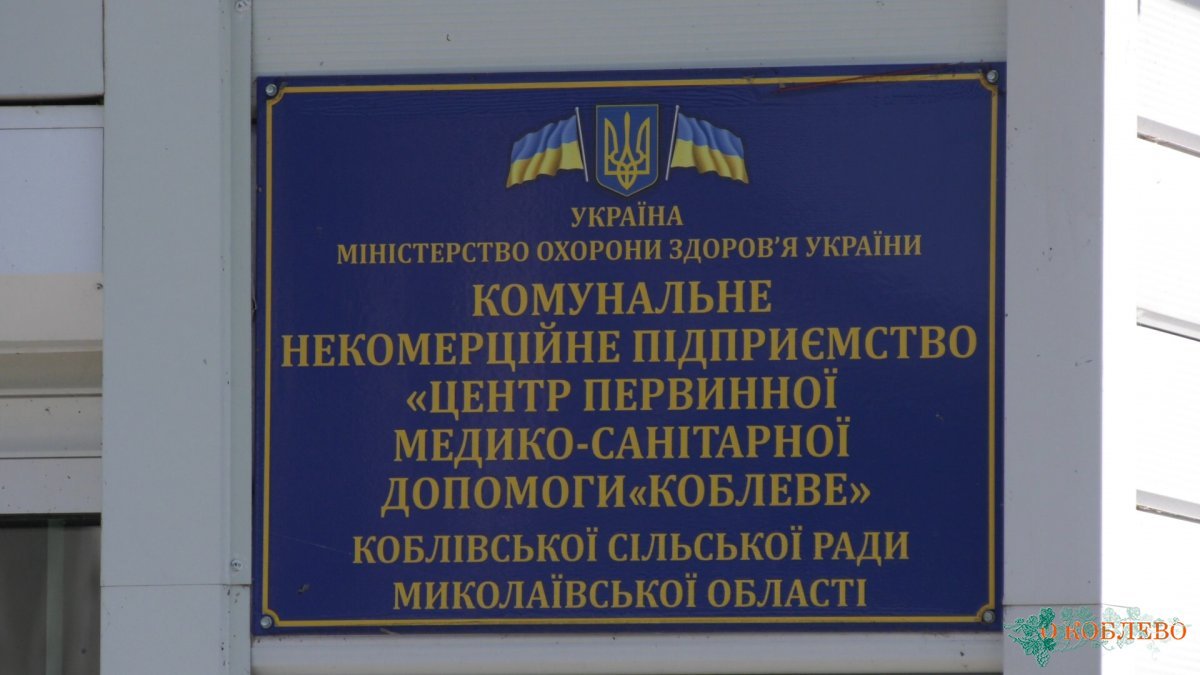 УКРАЇНА
МІНІСТЕРСТВО ОХОРОНИ ЗДОРОВ'Я УКРАЇНИ
КОМУНАЛЬНЕ
НЕКОМЕРЦІЙНЕ ПІДПРИЄМСТВО
«ЦЕНТР ПЕРВИННОЇ
МЕДИКО-САНІТАРНОЇ
ДОПОМОГИ«КОБЛЕВЕ»
КОБЛІВСЬКОЇ СІЛЬСЬКОЇ РАДИ
МИКОЛАЇВСЬКОЇ ОБЛАСТІ
О КОБЛЕВО